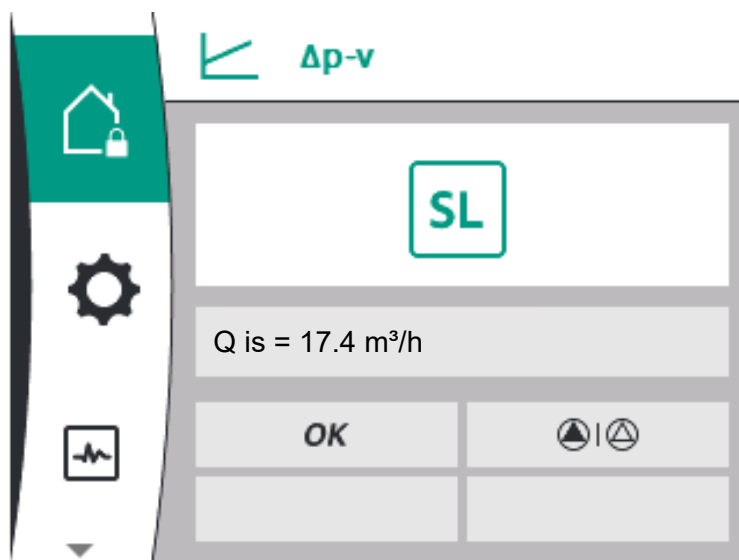 Δp-v
SL
Q is = 17.4 m³/h
OK